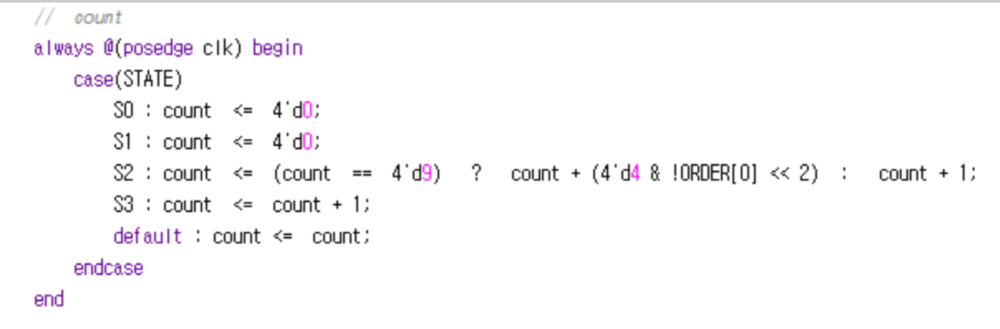 // count
always @(posedge clk) begin
case(STATE)
S0 : count <= 4'd0;
S1 : count <= 4'd0;
S2 : count <= (count == 4'd9) ? count + (4'd4 & !ORDER[0] << 2) : count + 1;
S3 : count <= count + 1;
default : count <= count;
endcase
end